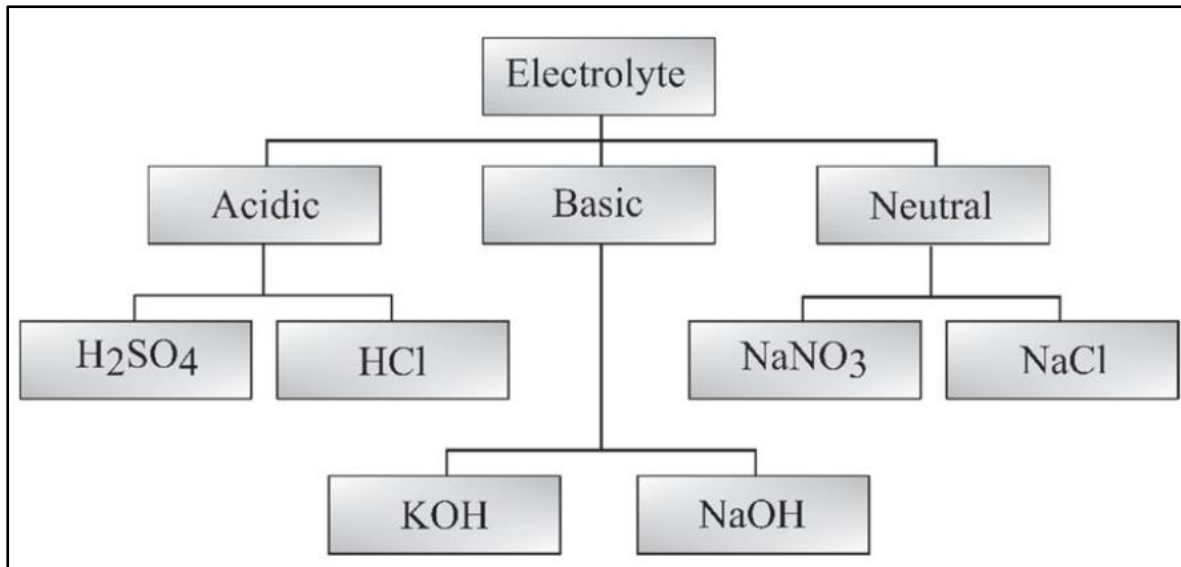 Electrolyte
Acidic
Basic
Neutral
H2SO4
HCl
NaNO3
NaCl
KOH
NaOH